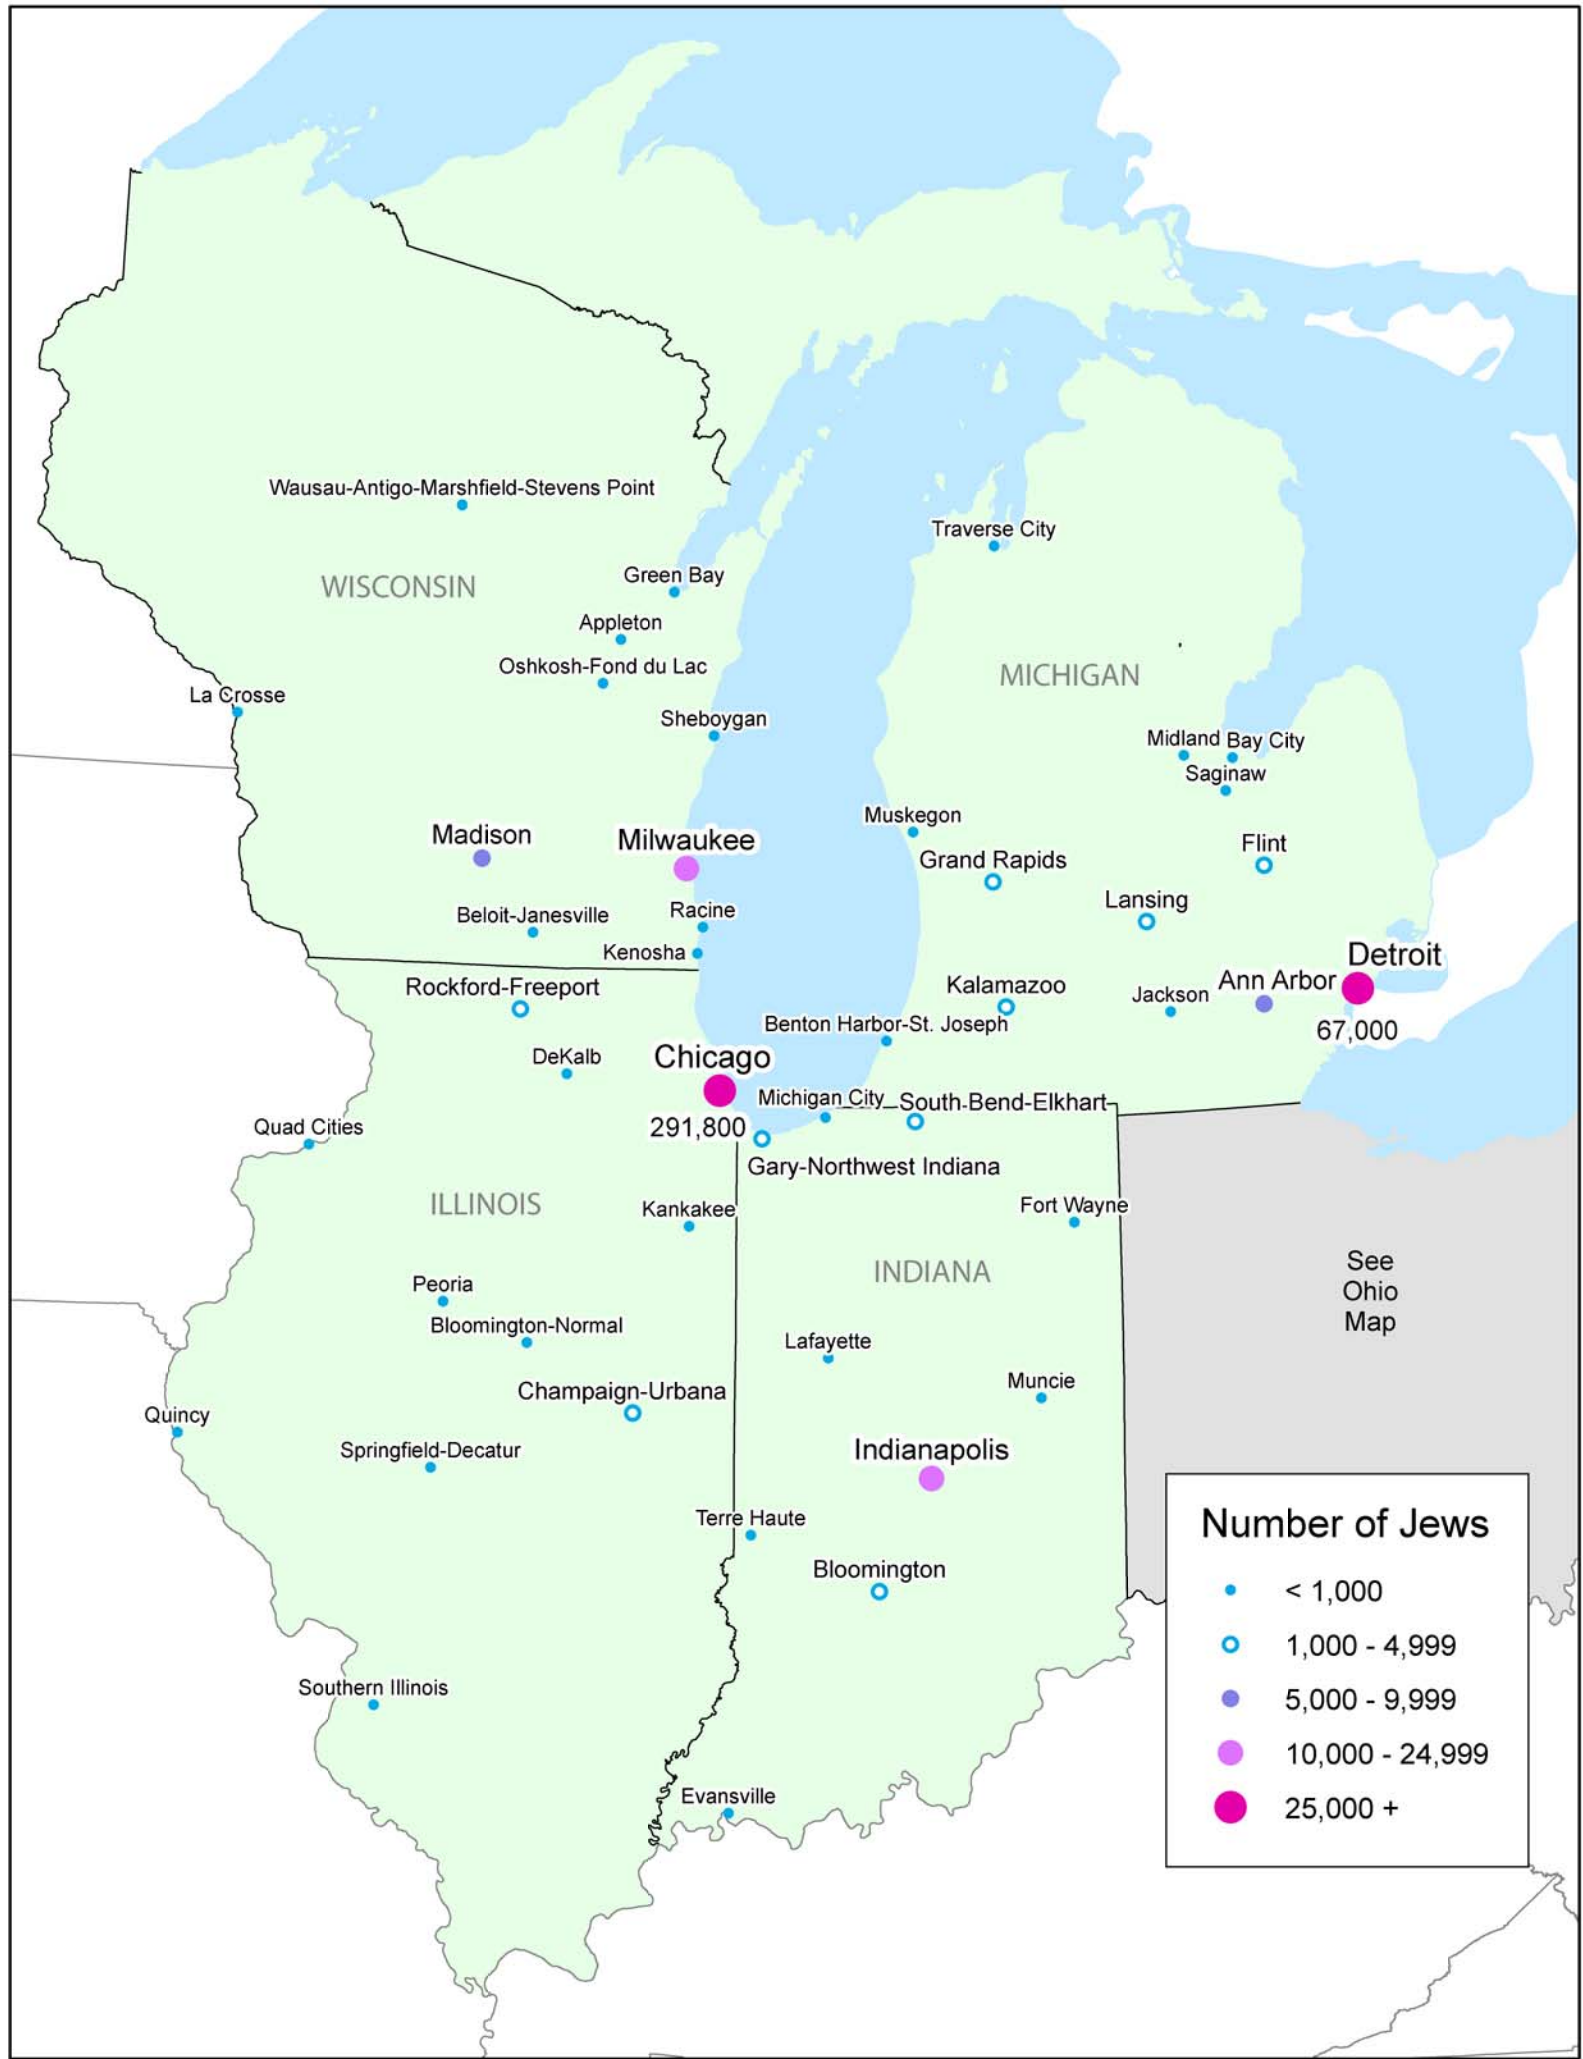 Wausau-Antigo-Marshfield-Stevens Point
Traverse City
Green Bay
WISCONSIN
Appleton
Oshkosh-Fond du Lac
MICHIGAN
La Crosse
Sheboygan
Midland
Bay City
Saginaw
Muskegon
Madison
Milwaukee
Flint
Grand Rapids
Lansing
Racine
Beloit-Janesville
Kenosha
Detroit
Ann Arbor
Kalamazoo
Rockford-Freeport
Jackson
Benton Harbor-St. Joseph
67,000
DeKalb
Chicago
Michigan City
South Bend-Elkhart
Quad Cities
291,800
Gary-Northwest Indiana
ILLINOIS
Kankakee
Fort Wayne
INDIANA
See
Ohio
Map
Peoria
Bloomington-Normal
Lafayette
Muncie
Champaign-Urbana
Quincy
Springfield-Decatur
Indianapolis
Terre Haute
Bloomington
Southern Illinois
Evansville
Number of Jews
< 1,000
1,000 - 4,999
5,000 - 9,999
10,000 - 24,999
25,000 +